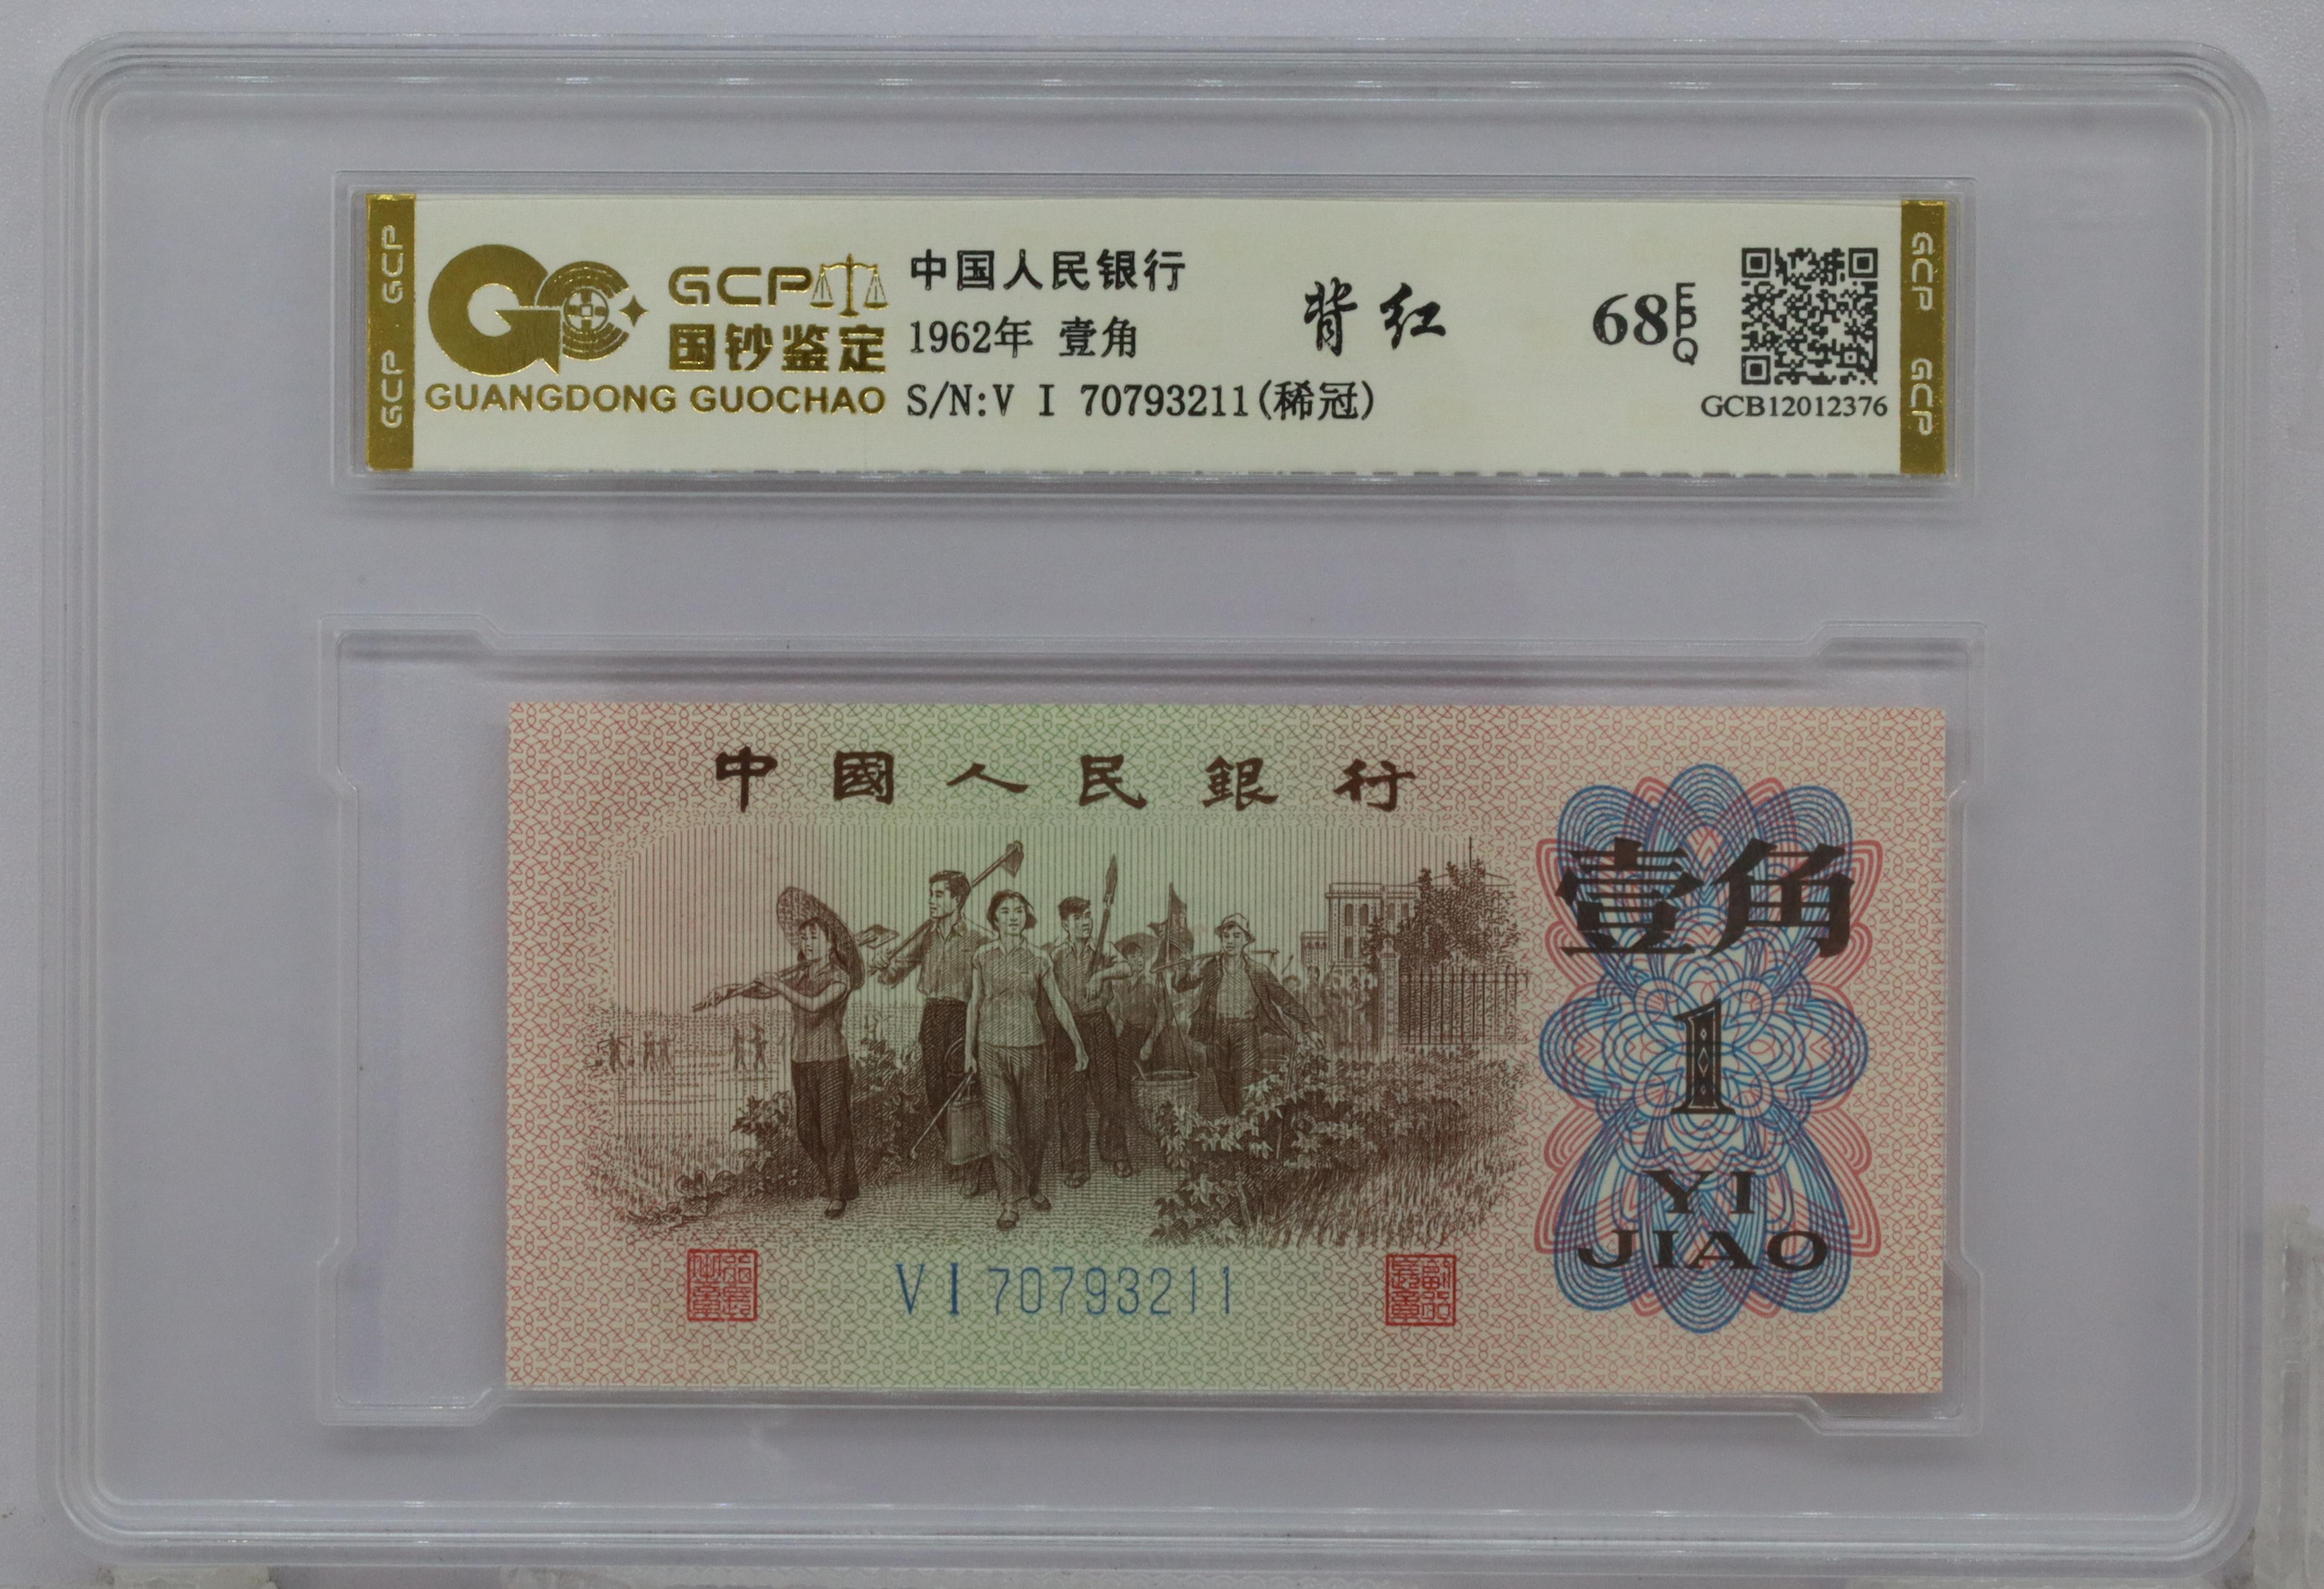 GCP GCP
GCP
国钞鉴定
GUANGDONG GUOCHAO
中国人民银行
1962年 壹角
S/N:V I 70793211(稀冠)
背红
68 EPQ
GCB12012376
GCP GCP
中國人民銀行
壹角
1
YI
JIAO
VI 70793211